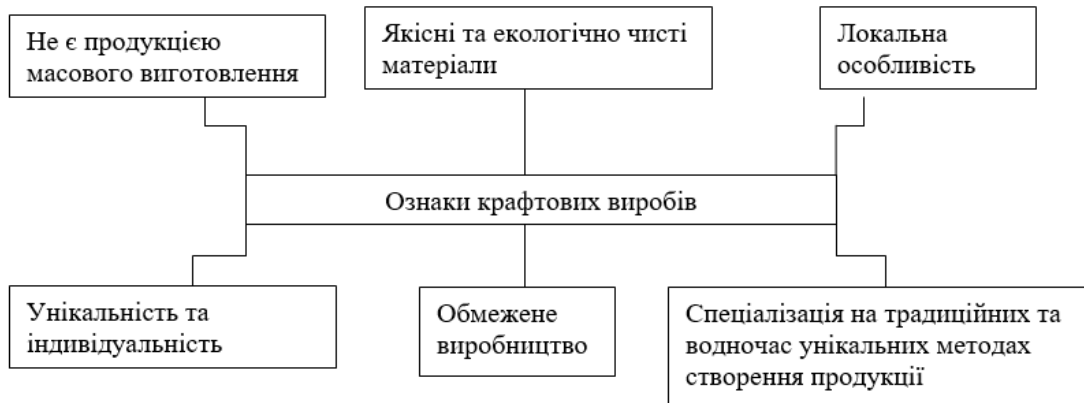 Не є продукцією
масового виготовлення
Якісні та екологічно чисті
матеріали
Локальна
особливість
Ознаки крафтових виробів
Унікальність та
індивідуальність
Обмежене
виробництво
Спеціалізація на традиційних та
водночас унікальних методах
створення продукції